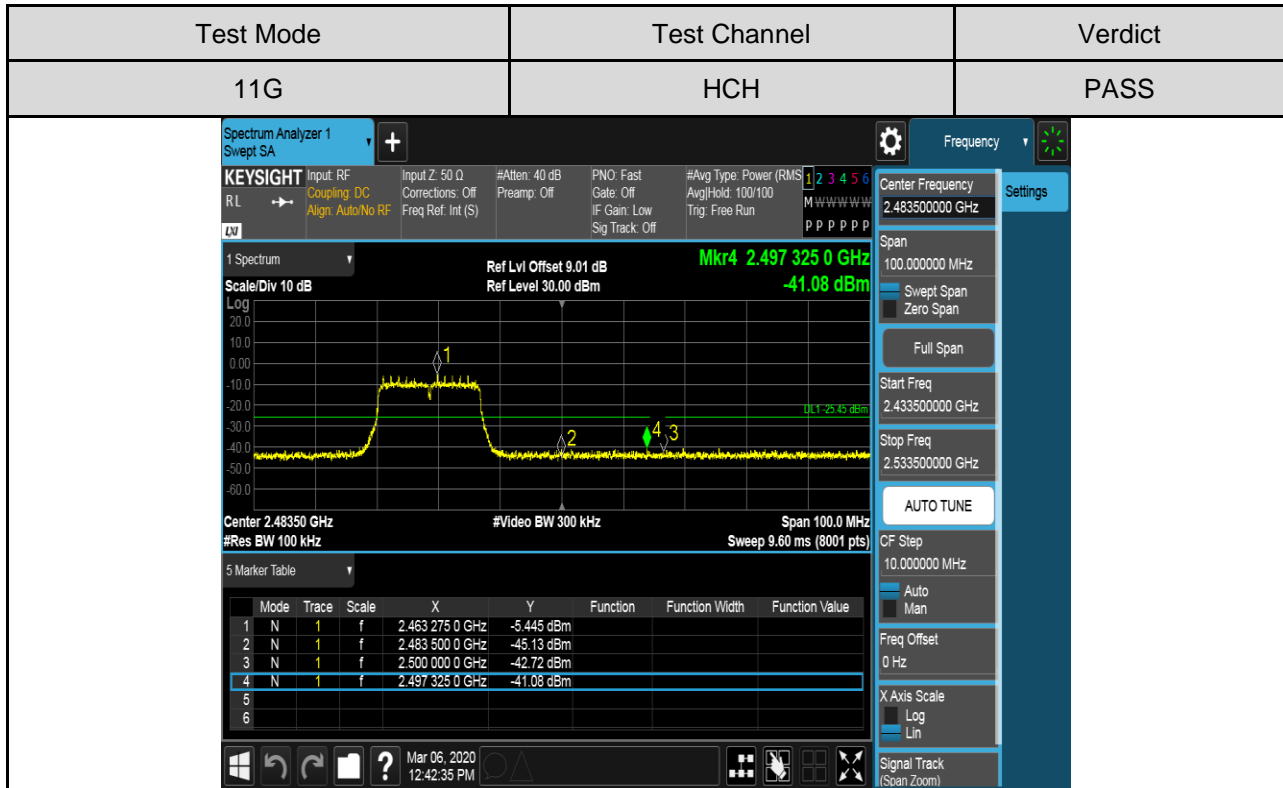 Test Mode Test Channel Verdict
11G HCH PASS
Spectrum Analyzer 1
Swept SA
+
Frequency
KEYSIGHT
RL
LXI
Input: RF
Coupling: DC
Align: Auto/No RF
Input Z: 50 Ω
Corrections: Off
Freq Ref: Int (S)
#Atten: 40 dB
Preamp: Off
PNO: Fast
Gate: Off
IF Gain: Low
Sig Track: Off
#Avg Type: Power (RMS
Avg|Hold: 100/100
Trig: Free Run
1 2 3 4 5 6
M W W W W W
P P P P P P
1 Spectrum
Scale/Div 10 dB
Ref Lvl Offset 9.01 dB
Ref Level 30.00 dBm
Mkr4 2.497 325 0 GHz
-41.08 dBm
Log
20.0
10.0
0.00
-10.0
-20.0
-30.0
-40.0
-50.0
-60.0
1
2
4
3
DL1 -25.45 dBm
Center 2.48350 GHz
#Video BW 300 kHz
Span 100.0 MHz
#Res BW 100 kHz
Sweep 9.60 ms (8001 pts)
5 Marker Table
Mode Trace Scale X Y Function Function Width Function Value
1 N 1 f 2.463 275 0 GHz -5.445 dBm
2 N 1 f 2.483 500 0 GHz -45.13 dBm
3 N 1 f 2.500 000 0 GHz -42.72 dBm
4 N 1 f 2.497 325 0 GHz -41.08 dBm
5
6
?
Mar 06, 2020
12:42:35 PM
Settings
Center Frequency
2.483500000 GHz
Span
100.000000 MHz
Swept Span
Zero Span
Full Span
Start Freq
2.433500000 GHz
Stop Freq
2.533500000 GHz
AUTO TUNE
CF Step
10.000000 MHz
Auto
Man
Freq Offset
0 Hz
X Axis Scale
Log
Lin
Signal Track
(Span Zoom)